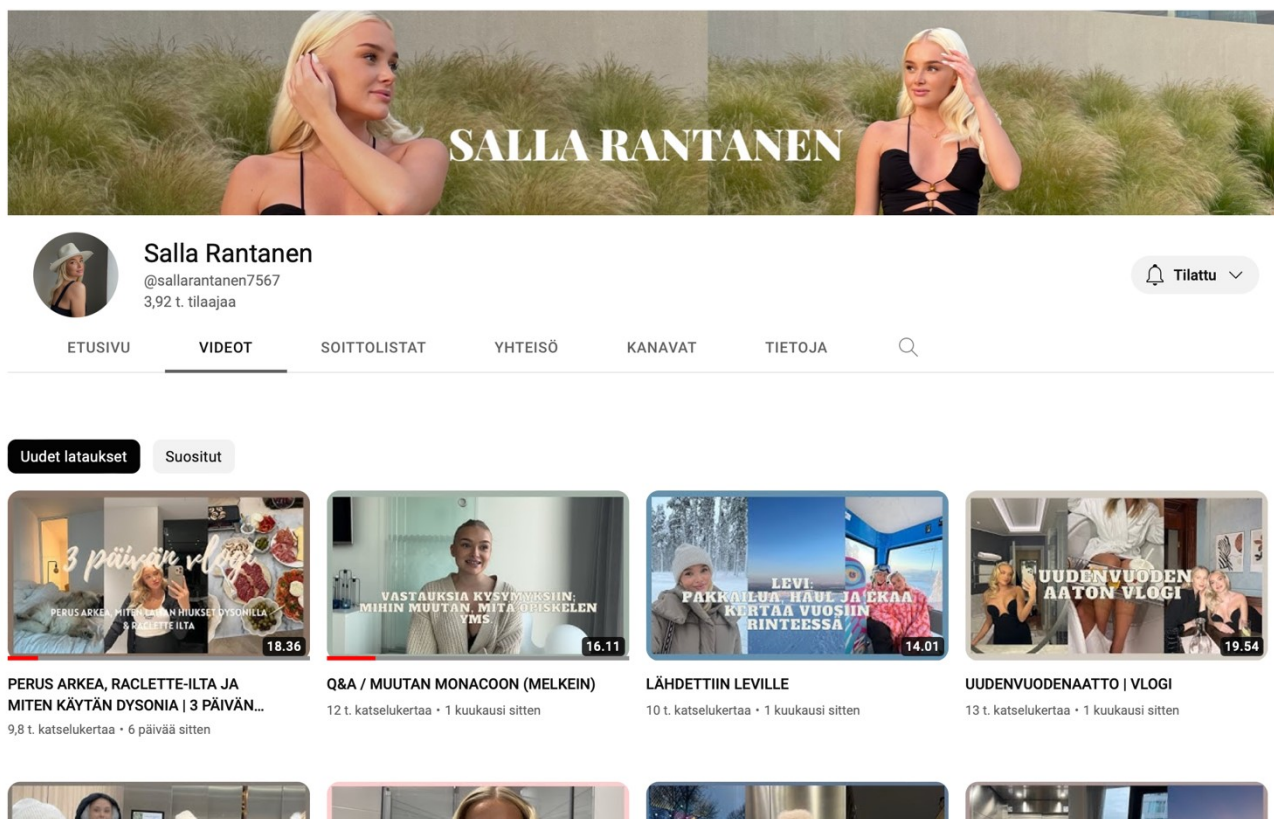 SALLA RANTANEN
Salla Rantanen
@sallarantanen7567
3,92 t. tilaajaa
Tilattu
ETUSIVU VIDEOT SOITTOLISTAT YHTEISÖ KANAVAT TIETOJA
Uudet lataukset Suositut
3 päivän vlogi
PERUS ARKEA, MITEN LAITAN HIUKSET DYSONILLA
& RACLETTE ILTA
18.36
VASTAUKSIA KYSYMYKSIIN;
MIHIN MUUTAN, MITÄ OPISKELEN
YMS.
16.11
LEVI;
PAKKAILUA, HAUL JA EKAA
KERTAA VUOSIIN
RINTEESSÄ
14.01
UUDENVUODEN
AATON VLOGI
19.54
PERUS ARKEA, RACLETTE-ILTA JA
MITEN KÄYTÄN DYSONIA | 3 PÄIVÄN...
9,8 t. katselukertaa • 6 päivää sitten
Q&A / MUUTAN MONACOON (MELKEIN)
12 t. katselukertaa • 1 kuukausi sitten
LÄHDETTIIN LEVILLE
10 t. katselukertaa • 1 kuukausi sitten
UUDENVUODENAATTO | VLOGI
13 t. katselukertaa • 1 kuukausi sitten